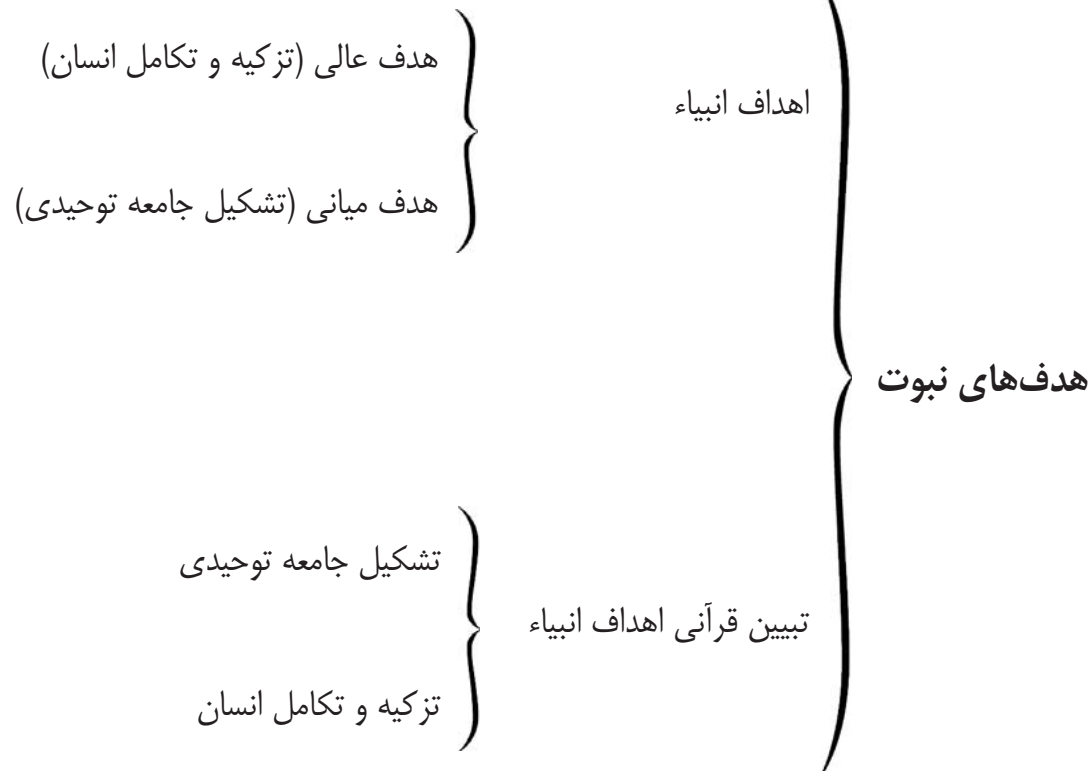 هدف‌های نبوت
اهداف انبیاء
هدف عالی (تزکیه و تکامل انسان)
هدف میانی (تشکیل جامعه توحیدی)
تبیین قرآنی اهداف انبیاء
تشکیل جامعه توحیدی
تزکیه و تکامل انسان